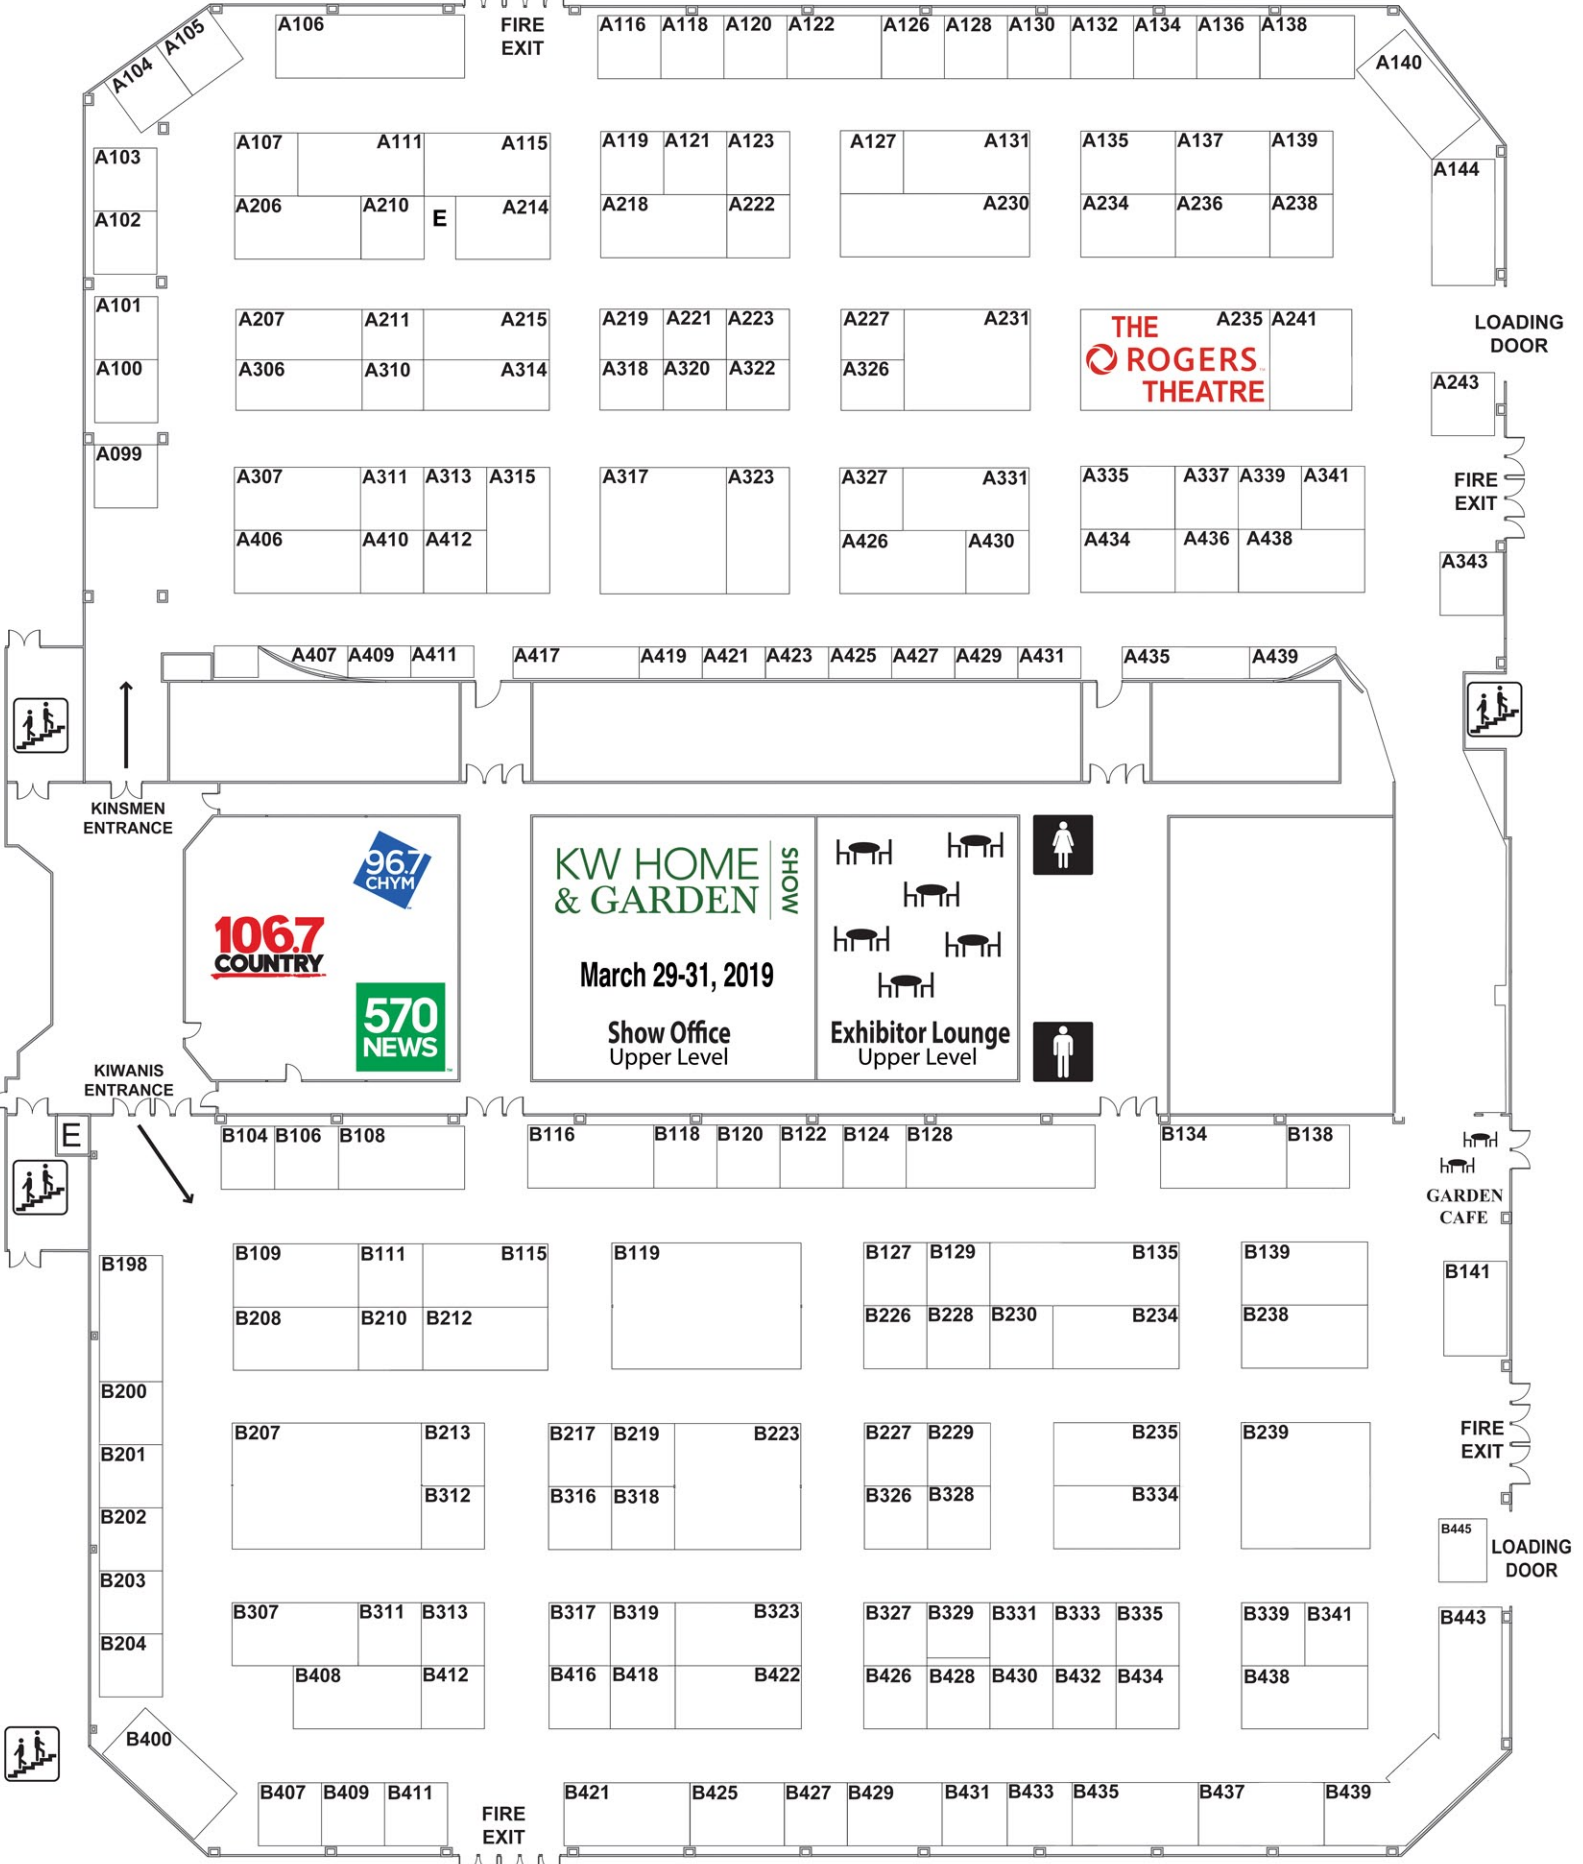 A106
FIRE
EXIT
A116 A118 A120 A122 A126 A128 A130 A132 A134 A136 A138
A105
A104
A140
A107 A111 A115
A119 A121 A123
A127 A131
A135 A137 A139
A103
A144
A206 A210 E A214
A218 A222
A230
A234 A236 A238
A102
A101
A207 A211 A215
A219 A221 A223
A227 A231
THE A235 A241
ROGERS
THEATRE
LOADING
DOOR
A100
A306 A310 A314
A318 A320 A322
A326
A243
A099
A307 A311 A313 A315
A317 A323
A327 A331
A335 A337 A339 A341
FIRE
EXIT
A406 A410 A412
A426 A430
A434 A436 A438
A343
A407 A409 A411
A417 A419 A421 A423 A425 A427 A429 A431
A435 A439
KINSMEN
ENTRANCE
96.7
CHYM
106.7
COUNTRY
570
NEWS
KW HOME
& GARDEN
SHOW
March 29-31, 2019
Show Office
Upper Level
Exhibitor Lounge
Upper Level
KIWANIS
ENTRANCE
E
B104 B106 B108
B116 B118 B120 B122 B124 B128
B134 B138
GARDEN
CAFE
B198
B109 B111 B115
B119
B127 B129 B135
B139
B141
B208 B210 B212
B226 B228 B230 B234
B238
B200
B207 B213
B217 B219 B223
B227 B229
B235
B239
FIRE
EXIT
B201
B312
B316 B318
B326 B328
B334
B202
B445
LOADING
DOOR
B203
B307 B311 B313
B317 B319 B323
B327 B329 B331 B333 B335
B339 B341
B443
B204
B408 B412
B416 B418 B422
B426 B428 B430 B432 B434
B438
B400
B407 B409 B411
FIRE
EXIT
B421 B425 B427 B429 B431 B433 B435 B437 B439